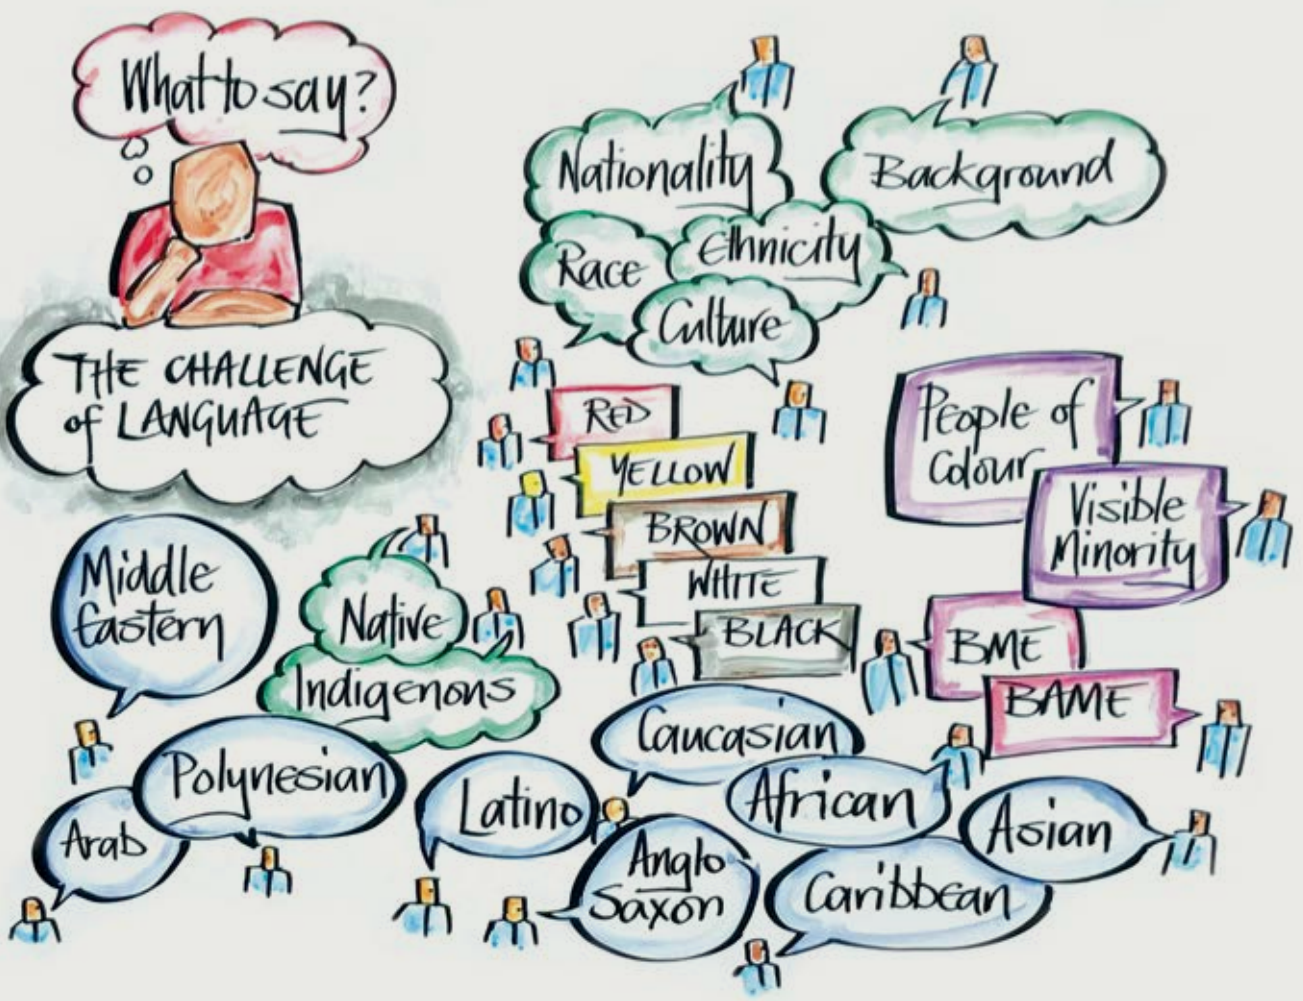 What to say?
THE CHALLENGE
of LANGUAGE
Nationality
Background
Race
Ethnicity
Culture
RED
YELLOW
BROWN
WHITE
BLACK
People of
Colour
Visible
Minority
BME
BAME
Middle
Eastern
Native
Indigenons
Polynesian
Arab
Latino
Caucasian
African
Asian
Anglo
Saxon
Caribbean